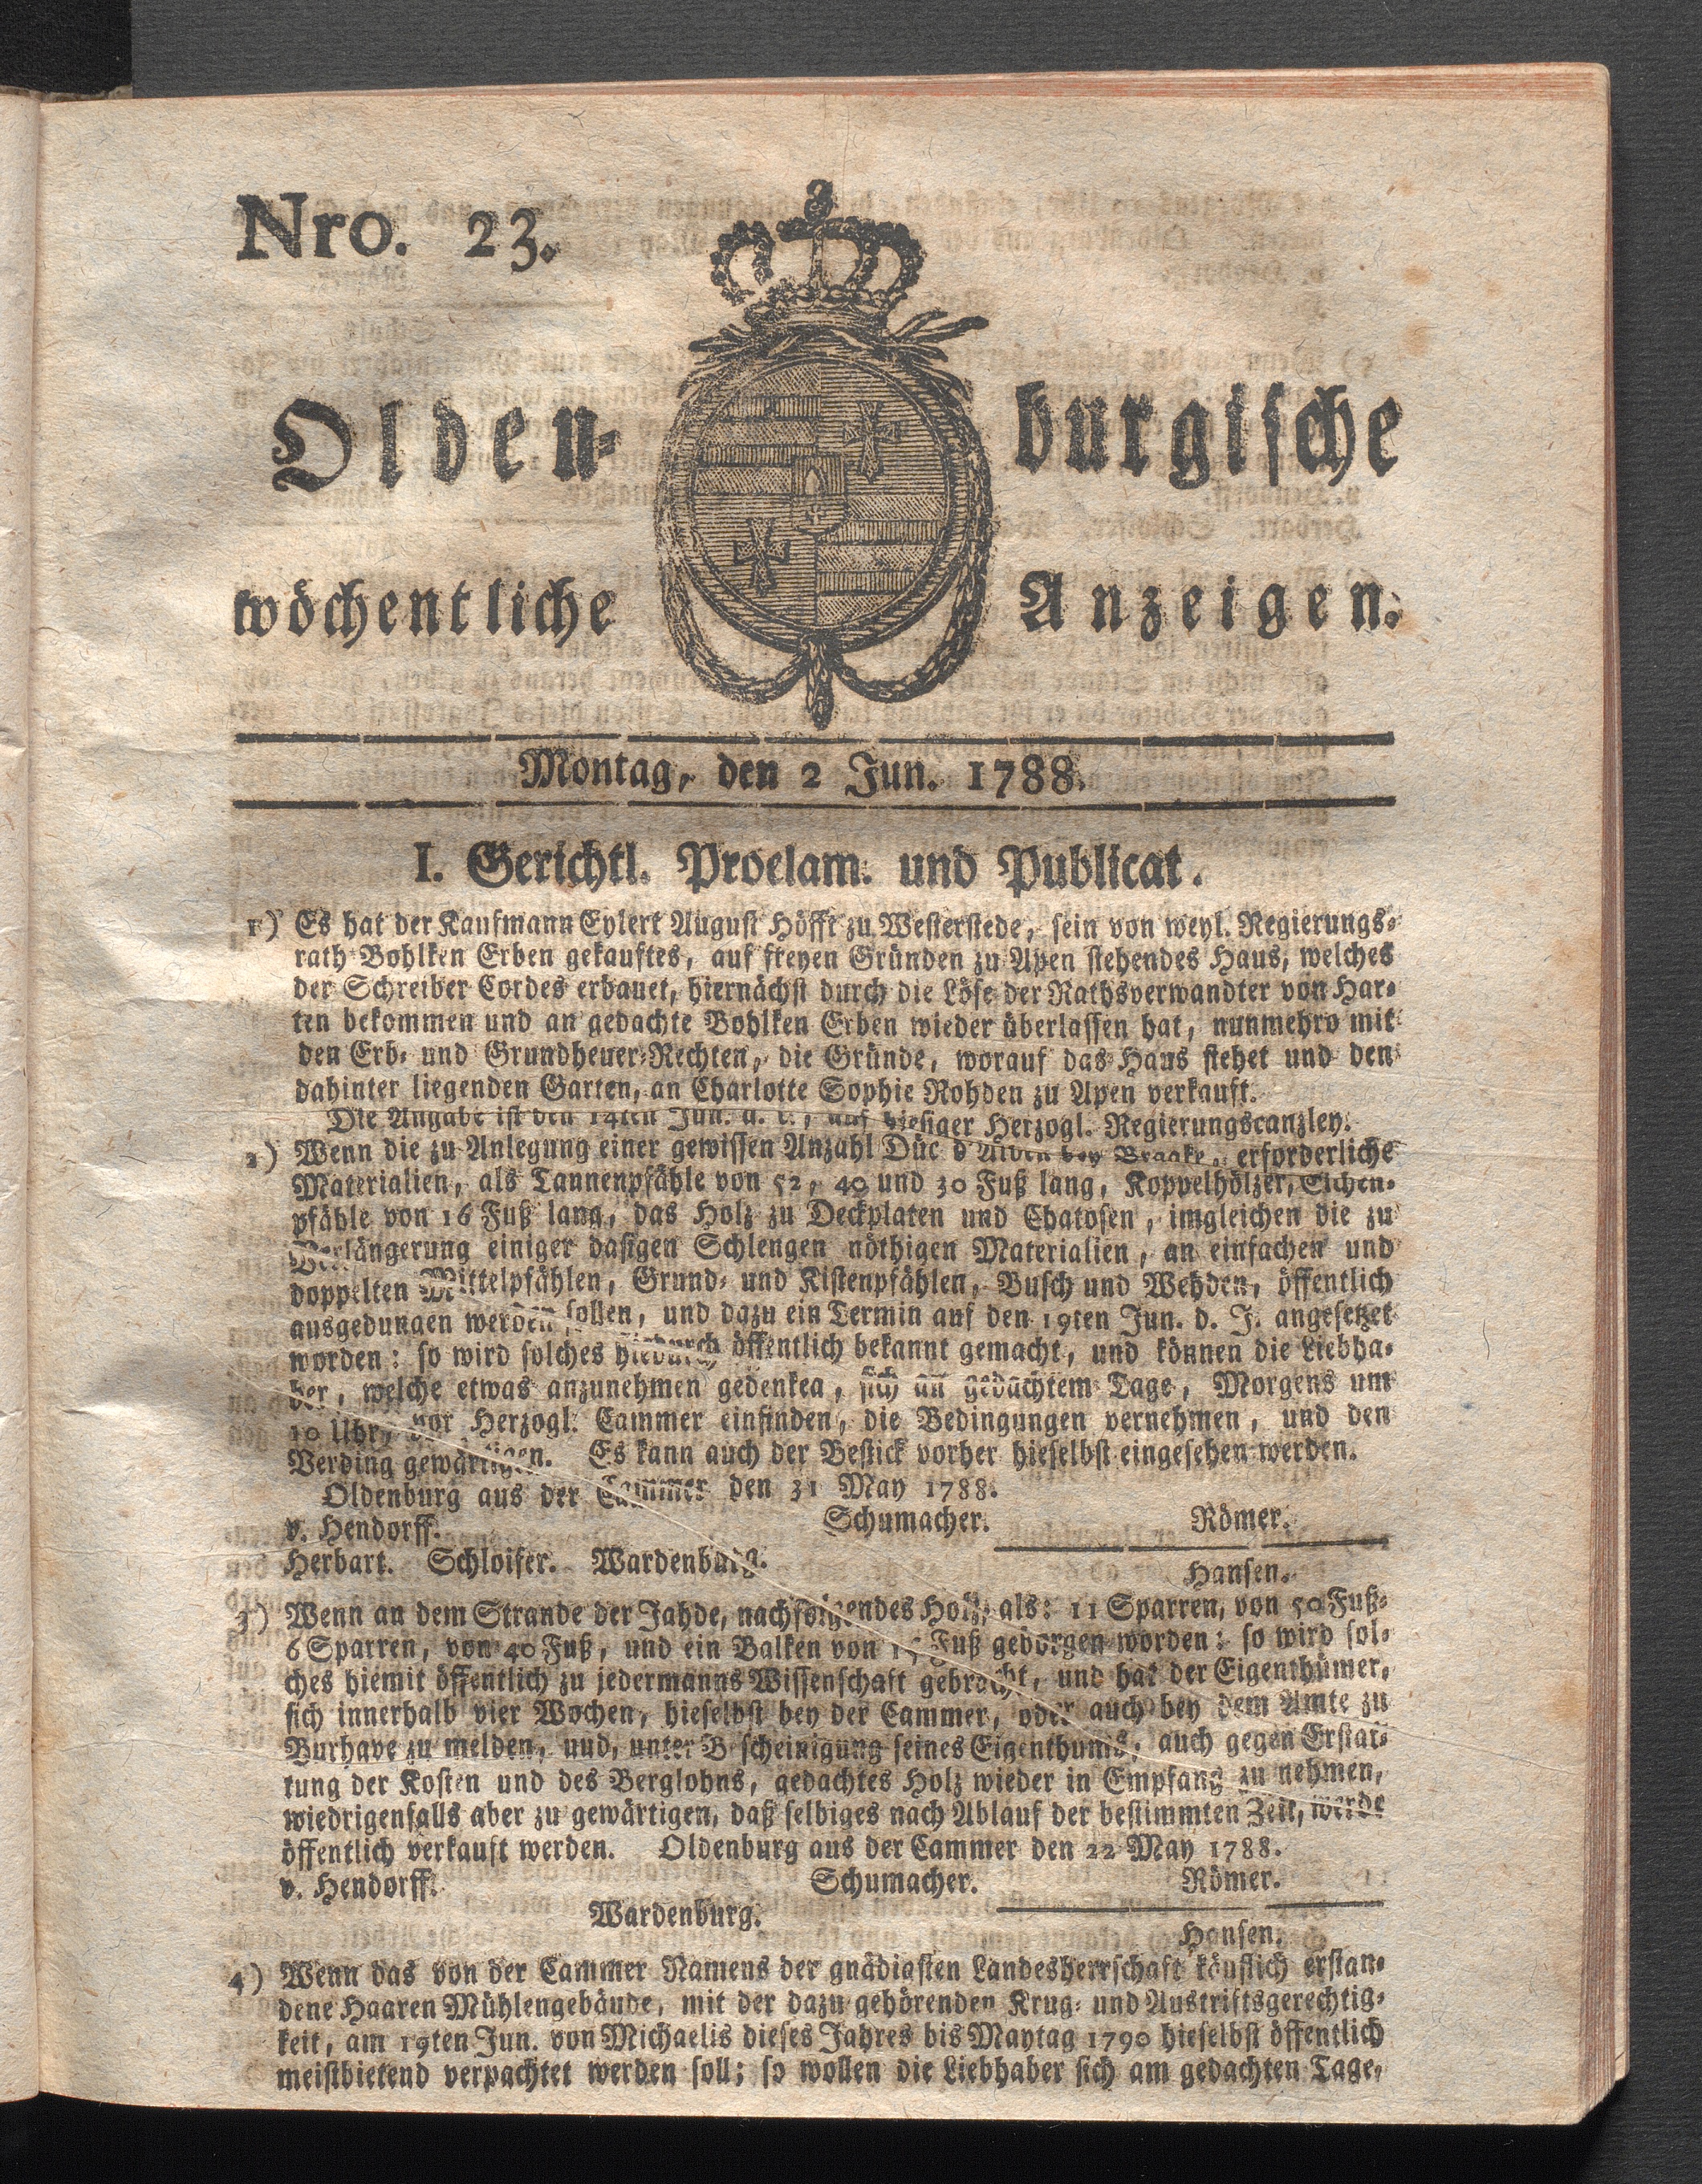 Nro. 23.
Olden-burgische
wöchentliche Anzeigen.
Montag, den 2 Jun. 1788.
I. Gerichtl. Proelam. und Publicat.
1) Es hat der Kaufmann Eylert August Höfft zu Westerstede, sein von weyl. Regierungs-
rath Bohlken Erben gekauftes, auf freyen Gründen zu Apen stehendes Haus, welches
der Schreiber Cordes erbauet, hiernächst durch die Löse der Rathsverwandter von Har-
ten bekommen und an gedachte Bohlken Erben wieder überlassen hat, nunmehro mit
den Erb- und Grundheuer-Rechten, die Gründe, worauf das Haus stehet und den
dahinter liegenden Garten, an Charlotte Sophie Rohden zu Apen verkauft.
Die Angabe ist den 14ten Jun. a. c., auf hiesiger Herzogl. Regierungscanzley.
2) Wenn die zu Anlegung einer gewissen Anzahl Düc d'Alben bey Braake, erforderliche
Materialien, als Tannenpfähle von 52, 40 und 30 Fuß lang, Koppelhölzer, Eichen-
pfähle von 16 Fuß lang, das Holz zu Deckplaten und Chatosen, imgleichen die zu
Verlängerung einiger dasigen Schlengen nöthigen Materialien, an einfachen und
doppelten Mittelpfählen, Grund- und Kistenpfählen, Busch und Wehden, öffentlich
ausgedungen werden sollen, und dazu ein Termin auf den 19ten Jun. d. J. angesetzet
worden: so wird solches hiedurch öffentlich bekannt gemacht, und können die Liebha-
ber, welche etwas anzunehmen gedenken, sich an gedachtem Tage, Morgens um
10 Uhr, vor Herzogl. Cammer einfinden, die Bedingungen vernehmen, und den
Verding gewärtigen. Es kann auch der Bestick vorher hieselbst eingesehen werden.
Oldenburg aus der Cammer den 31 May 1788.
v. Hendorff. Schumacher. Römer.
Herbart. Schloifer. Wardenburg.
Hansen.
3) Wenn an dem Strande der Jahde, nachfolgendes Holz, als: 11 Sparren, von 50 Fuß-
6 Sparren, von 40 Fuß, und ein Balken von 15 Fuß geborgen worden: so wird sol-
ches hiemit öffentlich zu jedermanns Wissenschaft gebracht, und hat der Eigenthümer,
sich innerhalb vier Wochen, hieselbst bey der Cammer, oder auch bey dem Amte zu
Burhave zu melden, und, unter Bescheinigung seines Eigenthums, auch gegen Erstat-
tung der Kosten und des Berglohns, gedachtes Holz wieder in Empfang zu nehmen,
wiedrigenfalls aber zu gewärtigen, daß selbiges nach Ablauf der bestimmten Zeit, werde
öffentlich verkauft werden. Oldenburg aus der Cammer den 22 May 1788.
v. Hendorff. Schumacher. Römer.
Wardenburg.
Hansen.
4) Wenn das von der Cammer Namens der gnädigsten Landesherrschaft käuflich erstan-
dene Haaren Mühlengebäude, mit der dazu gehörenden Krug- und Austriftsgerechtig-
keit, am 19ten Jun. von Michaelis dieses Jahres bis Maytag 1790 hieselbst öffentlich
meistbietend verpachtet werden soll; so wollen die Liebhaber sich am gedachten Tage,